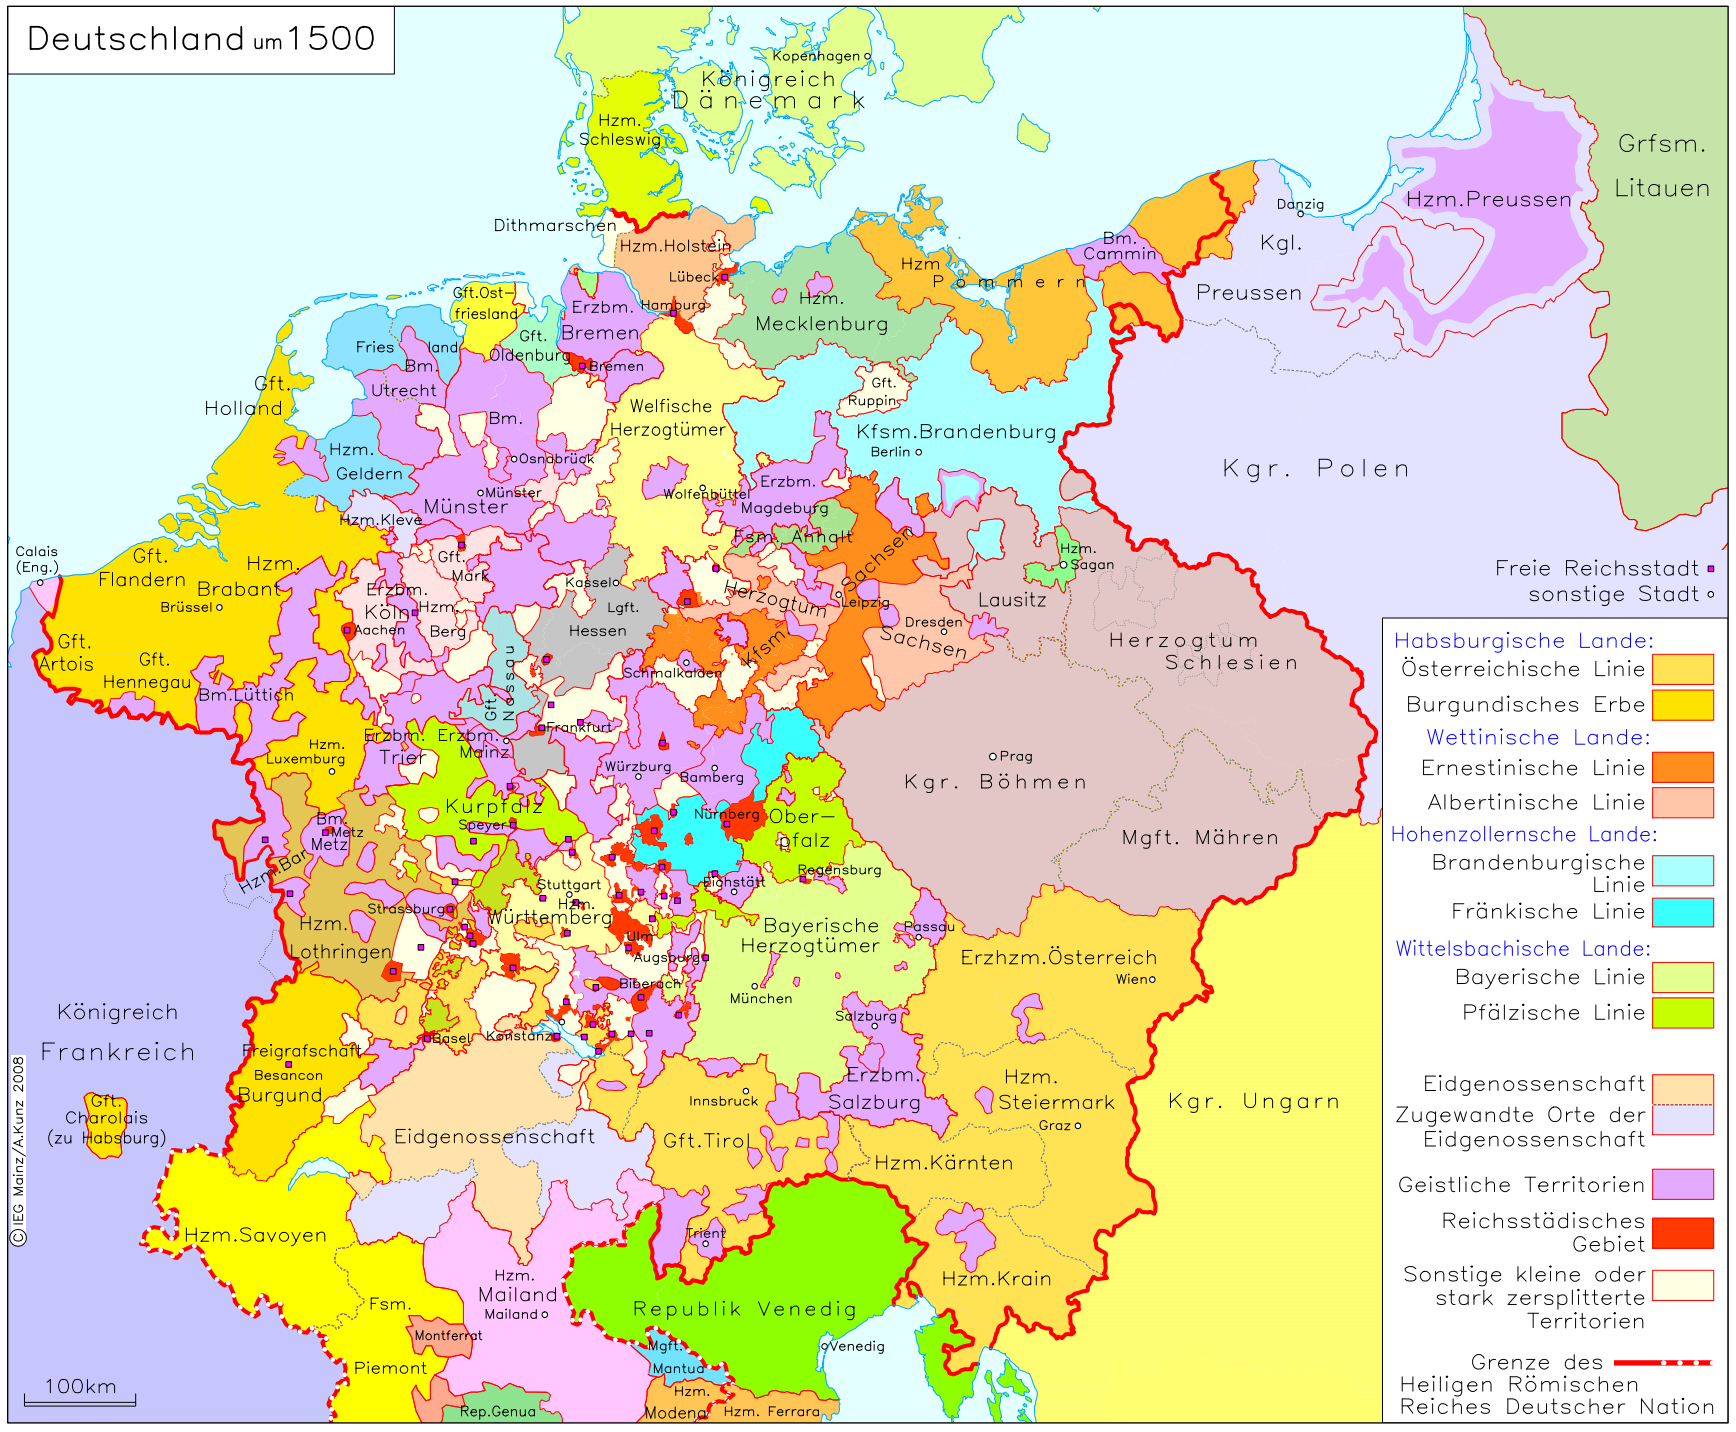 Deutschland um 1500
Kopenhagen
Königreich
Dänemark
Hzm.
Schleswig
Grfsm.
Litauen
Hzm.Preussen
Danzig
Kgl.
Preussen
Dithmarschen
Hzm.Holstein
Lübeck
Hamburg
Bm.
Cammin
Hzm
Pommern
Hzm.
Mecklenburg
Gft.Ost-
friesland
Erzbm.
Bremen
Gft.
Oldenburg
Bremen
Fries land
Bm.
Utrecht
Gft.
Holland
Gft.
Ruppin
Welfische
Herzogtümer
Bm.
Osnabrück
Kfsm.Brandenburg
Berlin
Kgr. Polen
Hzm.
Geldern
Münster
Münster
Wolfenbüttel
Erzbm.
Magdeburg
Hzm.Kleve
Fsm. Anhalt
Calais
(Eng.)
Gft.
Flandern
Hzm.
Brabant
Brüssel
Gft.
Mark
Erzbm.
Köln
Hzm.
Berg
Aachen
Kassel
Lgft.
Hessen
Herzogtum
Sachsen
Leipzig
Kfsm.
Sachsen
Dresden
Hzm.
Sagan
Lausitz
Herzogtum
Schlesien
Gft.
Artois
Gft.
Hennegau
Bm.Lüttich
Gft.
Nassau
Schmalkalden
Frankfurt
Erzbm.
Trier
Erzbm.
Mainz
Hzm.
Luxemburg
Würzburg
Bamberg
Prag
Kgr. Böhmen
Mgft. Mähren
Kurpfalz
Speyer
Nürnberg
Ober-
pfalz
Bm.
Metz
Metz
Hzm.Bar
Regensburg
Eichstätt
Stuttgart
Hzm.
Württemberg
Strassburg
Hzm.
Lothringen
Ulm
Augsburg
Bayerische
Herzogtümer
Passau
Erzhzm.Österreich
Wien
Biberach
München
Salzburg
Königreich
Frankreich
Freigrafschaft
Besancon
Burgund
Basel
Konstanz
Gft.
Charolais
(zu Habsburg)
Innsbruck
Erzbm.
Salzburg
Hzm.
Steiermark
Graz
Kgr. Ungarn
Eidgenossenschaft
Gft.Tirol
Hzm.Kärnten
Hzm.Savoyen
Trient
Hzm.Krain
Hzm.
Mailand
Mailand
Fsm.
Piemont
Montferrat
Republik Venedig
Venedig
Mgft.
Mantua
Hzm.
Modena
Hzm. Ferrara
Rep.Genua
100km
©IEG Mainz/A.Kunz 2008
Freie Reichsstadt
sonstige Stadt
Habsburgische Lande:
Österreichische Linie
Burgundisches Erbe
Wettinische Lande:
Ernestinische Linie
Albertinische Linie
Hohenzollernsche Lande:
Brandenburgische
Linie
Fränkische Linie
Wittelsbachische Lande:
Bayerische Linie
Pfälzische Linie
Eidgenossenschaft
Zugewandte Orte der
Eidgenossenschaft
Geistliche Territorien
Reichsstädisches
Gebiet
Sonstige kleine oder
stark zersplitterte
Territorien
Grenze des
Heiligen Römischen
Reiches Deutscher Nation